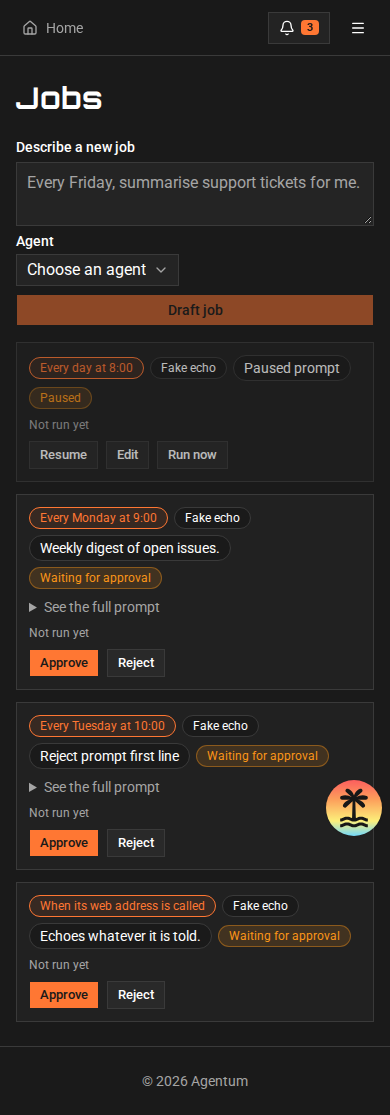 Home
3
Jobs
Describe a new job
Every Friday, summarise support tickets for me.
Agent
Choose an agent
Draft job
Every day at 8:00 Fake echo Paused prompt
Paused
Not run yet
Resume Edit Run now
Every Monday at 9:00 Fake echo
Weekly digest of open issues.
Waiting for approval
See the full prompt
Not run yet
Approve Reject
Every Tuesday at 10:00 Fake echo
Reject prompt first line Waiting for approval
See the full prompt
Not run yet
Approve Reject
When its web address is called Fake echo
Echoes whatever it is told. Waiting for approval
Not run yet
Approve Reject
© 2026 Agentum